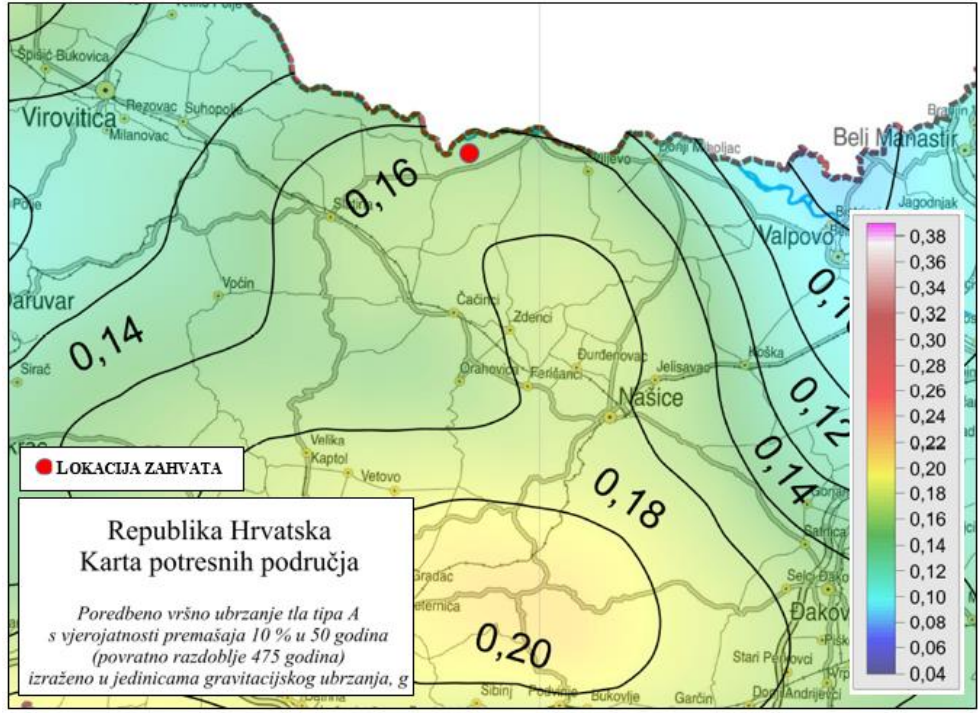 Špišić Bukovica
Virovitica
Rezovac
Suhopolje
Milanovac
Beli Manastir
Jagodnjak
Valpovo
0,16
Slatina
Voćin
Čačinci
Zdenci
0,14
Sirač
Orahovica
Feričanci
Đurđenovac
Jelisavac
Koška
Našice
0,12
0,14
0,18
Velika
Kaptol
Vetovo
LOKACIJA ZAHVATA
Republika Hrvatska
Karta potresnih područja
Poredbeno vršno ubrzanje tla tipa A
s vjerojatnosti premašaja 10 % u 50 godina
(povratno razdoblje 475 godina)
izraženo u jedinicama gravitacijskog ubrzanja, g
Gradac
0,20
Stari Perkovci
Sibinj
Podvinje
Bukovlje
Garčin
0,38
0,36
0,34
0,32
0,30
0,28
0,26
0,24
0,22
0,20
0,18
0,16
0,14
0,12
0,10
0,08
0,06
0,04